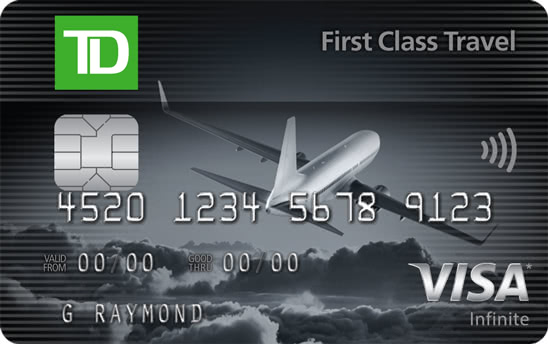 TD
First Class Travel
4520 1234 5678 9123
VALID FROM 00/00 GOOD THRU 00/00
VISA*
G RAYMOND
Infinite